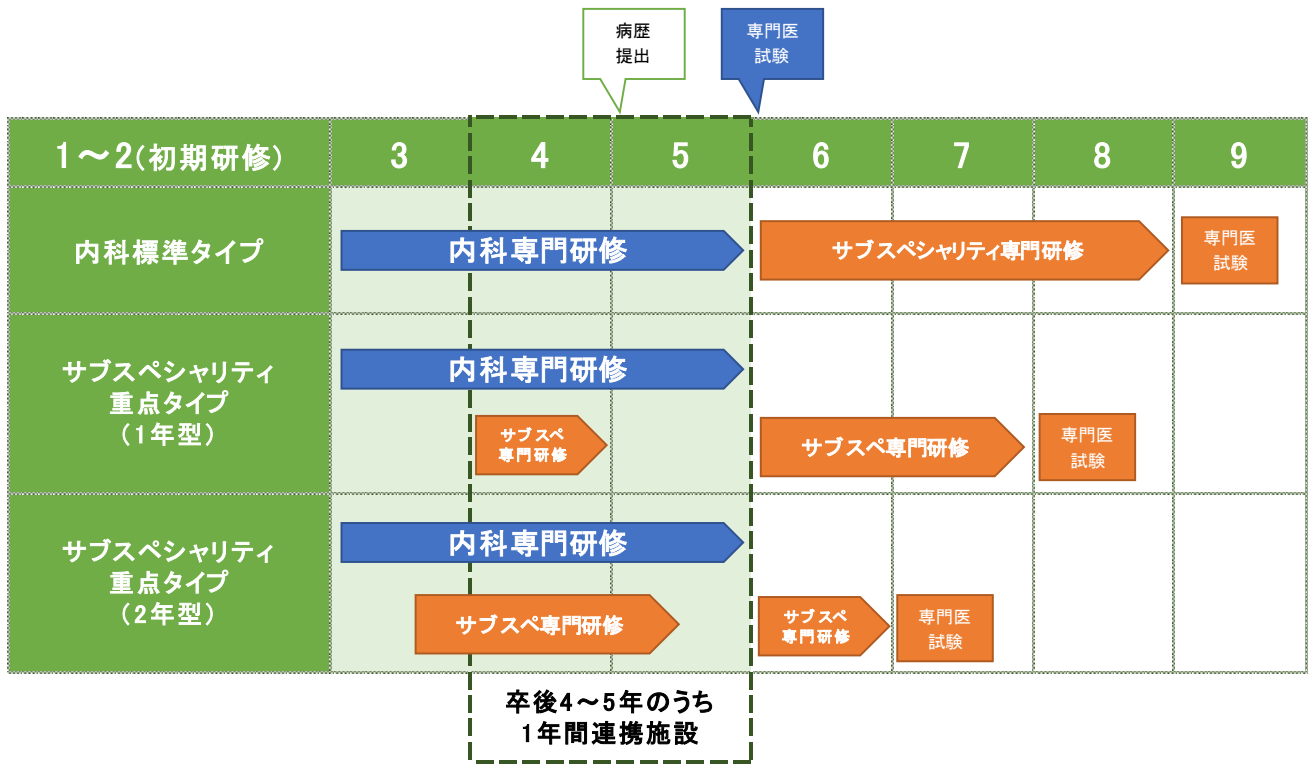 病歴
提出
専門医
試験
1～2(初期研修)
3
4
5
6
7
8
9
内科標準タイプ
内科専門研修
サブスペシャリティ専門研修
専門医
試験
サブスペシャリティ
重点タイプ
(1年型)
内科専門研修
サブスペ
専門研修
サブスペ専門研修
専門医
試験
サブスペシャリティ
重点タイプ
(2年型)
内科専門研修
サブスペ専門研修
サブスペ
専門研修
専門医
試験
卒後4～5年のうち
1年間連携施設